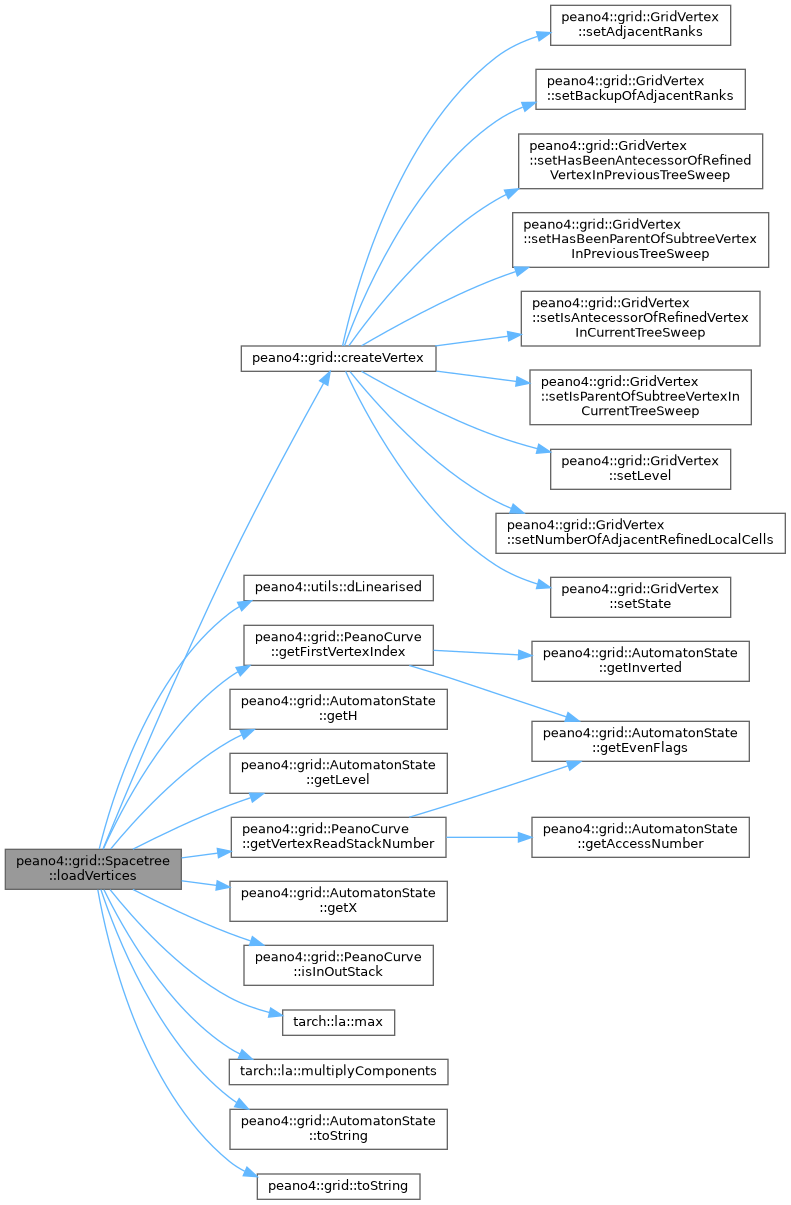 peano4::grid::GridVertex
::setAdjacentRanks
peano4::grid::GridVertex
::setBackupOfAdjacentRanks
peano4::grid::GridVertex
::setHasBeenAntecessorOfRefined
VertexInPreviousTreeSweep
peano4::grid::GridVertex
::setHasBeenParentOfSubtreeVertex
InPreviousTreeSweep
peano4::grid::GridVertex
::setIsAntecessorOfRefinedVertex
InCurrentTreeSweep
peano4::grid::createVertex
peano4::grid::GridVertex
::setIsParentOfSubtreeVertexIn
CurrentTreeSweep
peano4::grid::GridVertex
::setLevel
peano4::grid::GridVertex
::setNumberOfAdjacentRefinedLocalCells
peano4::grid::GridVertex
::setState
peano4::utils::dLinearised
peano4::grid::PeanoCurve
::getFirstVertexIndex
peano4::grid::AutomatonState
::getInverted
peano4::grid::AutomatonState
::getH
peano4::grid::AutomatonState
::getEvenFlags
peano4::grid::AutomatonState
::getLevel
peano4::grid::PeanoCurve
::getVertexReadStackNumber
peano4::grid::AutomatonState
::getAccessNumber
peano4::grid::Spacetree
::loadVertices
peano4::grid::AutomatonState
::getX
peano4::grid::PeanoCurve
::isInOutStack
tarch::la::max
tarch::la::multiplyComponents
peano4::grid::AutomatonState
::toString
peano4::grid::toString